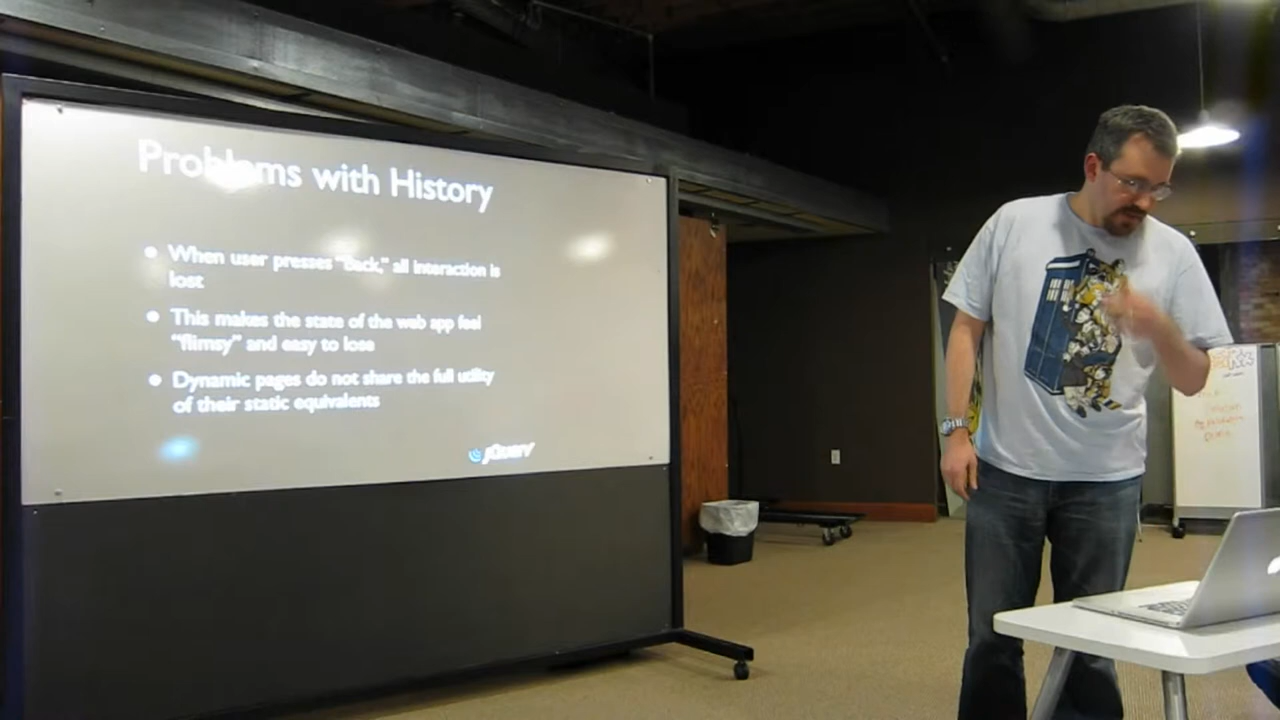 Problems with History
• When user presses "Back," all interaction is
lost
• This makes the state of the web app feel
"flimsy" and easy to lose
• Dynamic pages do not share the full utility
of their static equivalents
jQuery